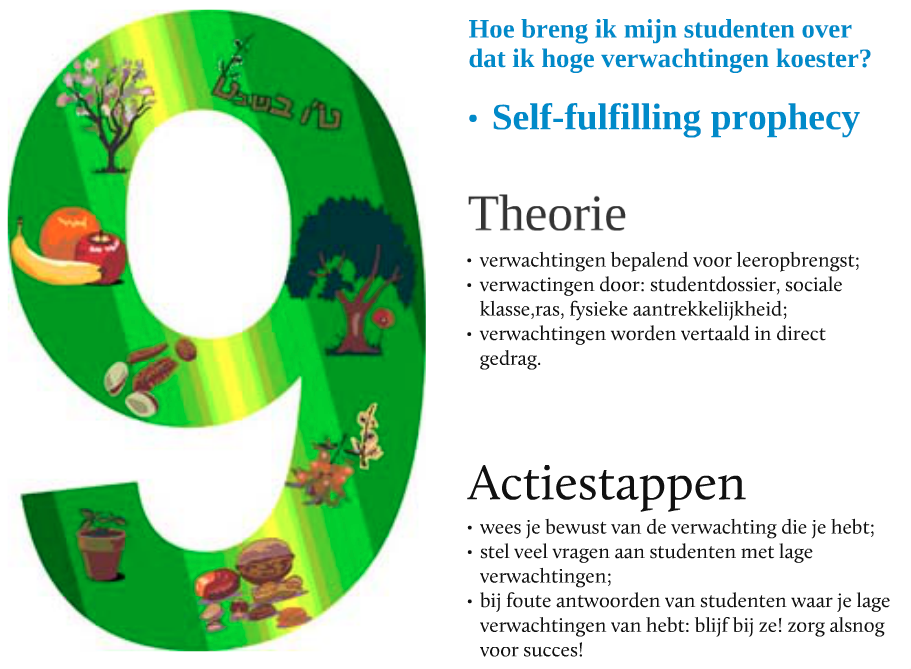 Hoe breng ik mijn studenten over
dat ik hoge verwachtingen koester?
• Self-fulfilling prophecy
ט"ו בשבט
Theorie
• verwachtingen bepalend voor leeropbrengst;
• verwactingen door: studentdossier, sociale
klasse,ras, fysieke aantrekkelijkheid;
• verwachtingen worden vertaald in direct
gedrag.
Actiestappen
• wees je bewust van de verwachting die je hebt;
• stel veel vragen aan studenten met lage
verwachtingen;
• bij foute antwoorden van studenten waar je lage
verwachtingen van hebt: blijf bij ze! zorg alsnog
voor succes!